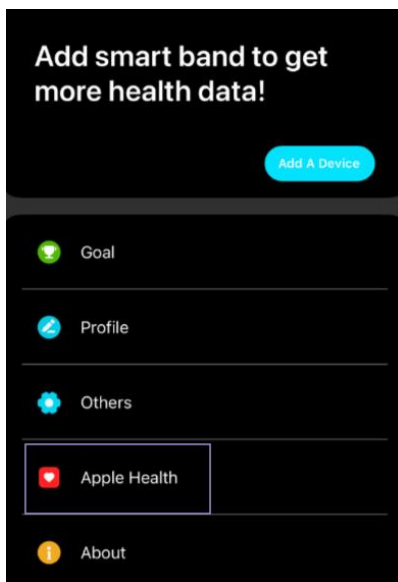 Add smart band to get
more health data!
Add A Device
Goal
Profile
Others
Apple Health
About